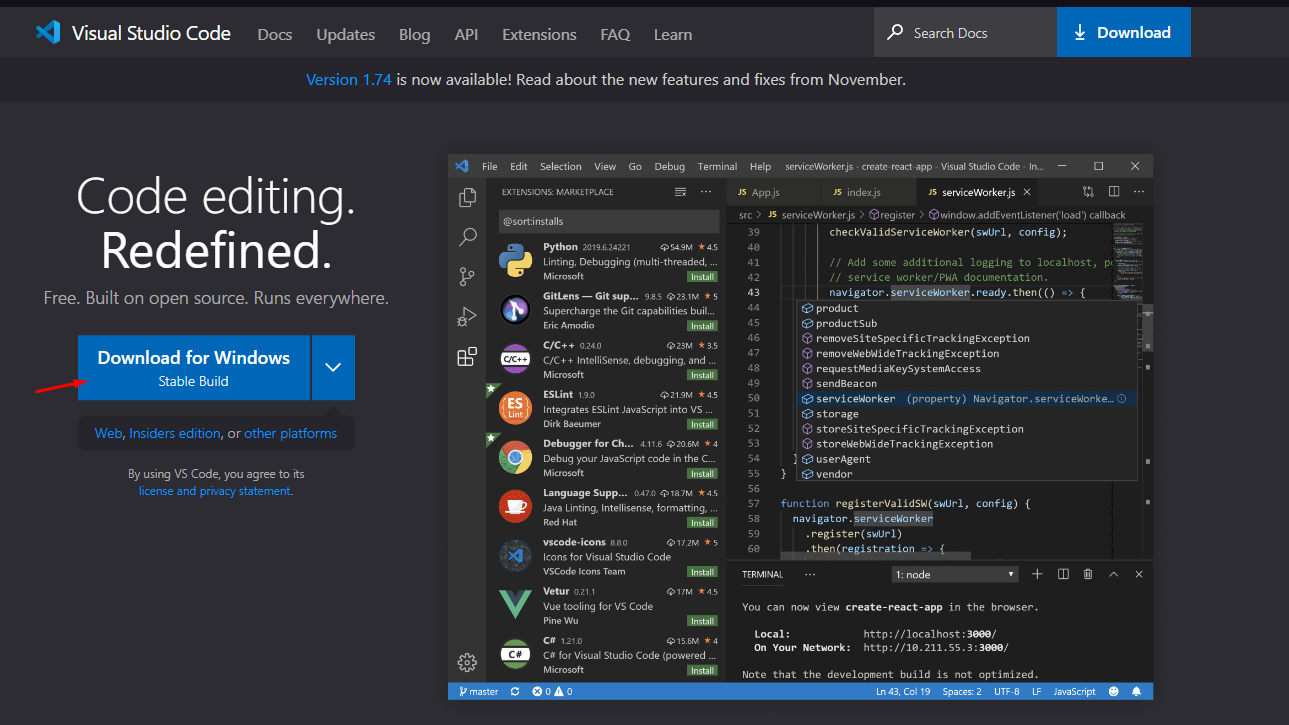 Visual Studio Code Docs Updates Blog API Extensions FAQ Learn Search Docs Download
Version 1.74 is now available! Read about the new features and fixes from November.
Code editing.
Redefined.
Free. Built on open source. Runs everywhere.
Download for Windows
Stable Build
Web, Insiders edition, or other platforms
By using VS Code, you agree to its
license and privacy statement.
File Edit Selection View Go Debug Terminal Help serviceWorker.js - create-react-app - Visual Studio Code - In...
EXTENSIONS: MARKETPLACE
@sort:installs
Python 2019.6.24221 54.9M 4.5
Linting, Debugging (multi-threaded, ...
Microsoft Install
GitLens — Git sup... 9.8.5 23.1M 5
Supercharge the Git capabilities buil...
Eric Amodio Install
C/C++
C/C++ 0.24.0 23M 3.5
C/C++ IntelliSense, debugging, and ...
Microsoft Install
ES
Lint
ESLint 1.9.0 21.9M 4.5
Integrates ESLint JavaScript into VS ...
Dirk Baeumer Install
Debugger for Ch... 4.11.6 20.6M 4
Debug your JavaScript code in the C...
Microsoft Install
Language Supp... 0.47.0 18.7M 4.5
Java Linting, Intellisense, formatting, ...
Red Hat Install
vscode-icons 8.8.0 17.2M 5
Icons for Visual Studio Code
VSCode Icons Team Install
Vetur 0.21.1 17M 4.5
Vue tooling for VS Code
Pine Wu Install
C#
C# 1.21.0 15.6M 4
C# for Visual Studio Code (powered ...
Microsoft Install
JS App.js JS index.js JS serviceWorker.js
src > JS serviceWorker.js > register > window.addEventListener('load') callback
39 checkValidServiceWorker(swUrl, config);
40
41 // Add some additional logging to localhost, po
42 // service worker/PWA documentation.
43 navigator.serviceWorker.ready.then(() => {
44 product
45 productSub
46 removeSiteSpecificTrackingException
47 removeWebWideTrackingException
48 requestMediaKeySystemAccess
49 sendBeacon
50 serviceWorker (property) Navigator.serviceWorke...
51 storage
52 storeSiteSpecificTrackingException
53 storeWebWideTrackingException
54 } userAgent
55 } vendor
56
57 function registerValidSW(swUrl, config) {
58 navigator.serviceWorker
59 .register(swUrl)
60 .then(registration => {
TERMINAL ... 1: node
You can now view create-react-app in the browser.
Local: http://localhost:3000/
On Your Network: http://10.211.55.3:3000/
Note that the development build is not optimized.
master 0 0 Ln 43, Col 19 Spaces: 2 UTF-8 LF JavaScript